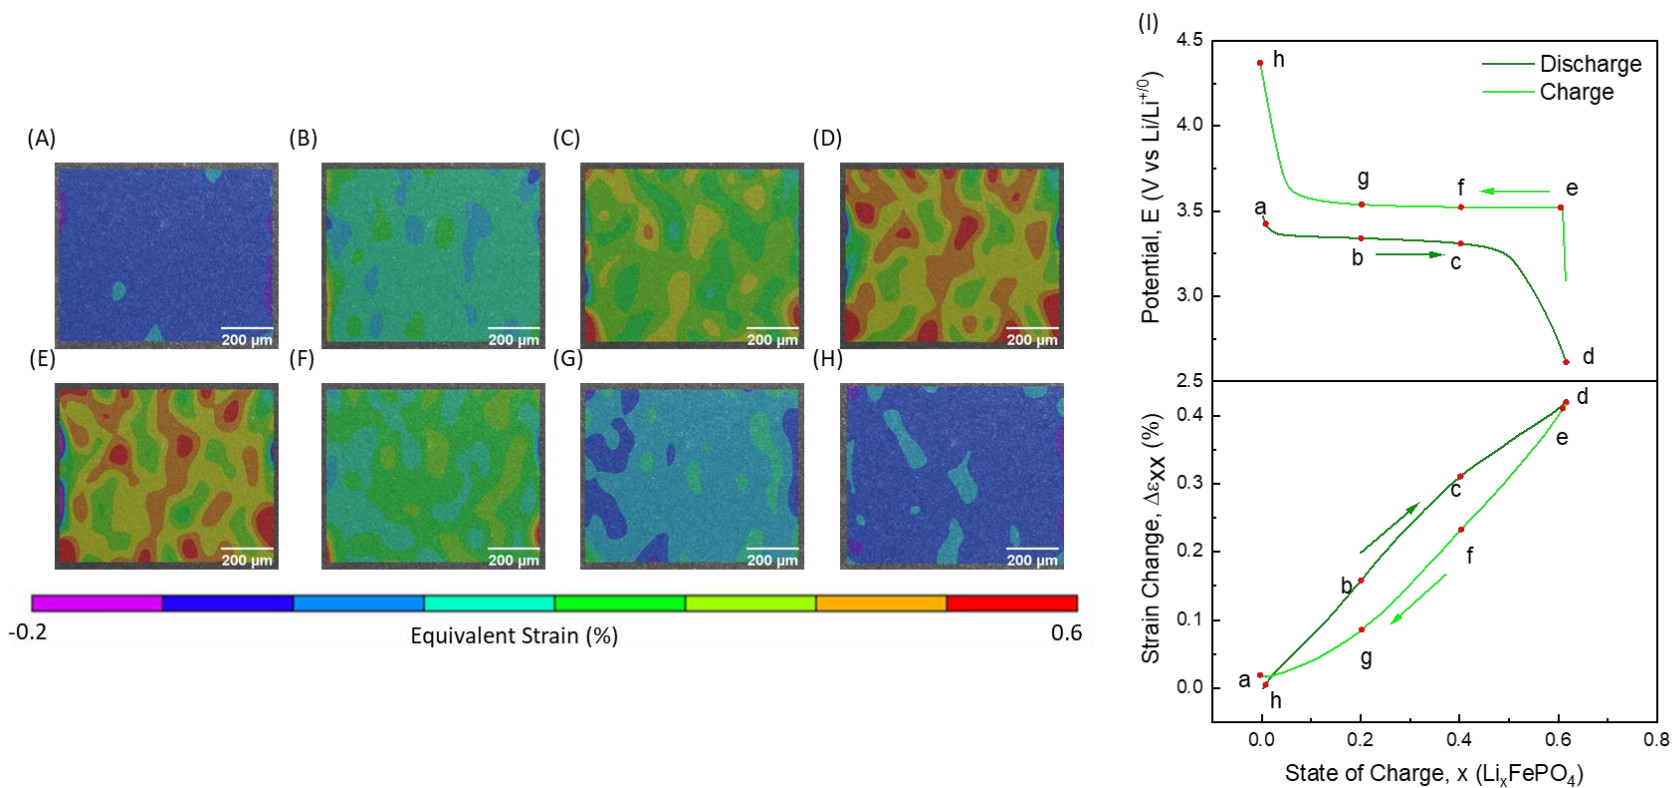 (A)
(B)
(C)
(D)
200 µm
200 µm
200 µm
200 µm
(E)
(F)
(G)
(H)
200 µm
200 µm
200 µm
200 µm
-0.2
Equivalent Strain (%)
0.6
(I)
Potential, E (V vs Li/Li⁺ᐟ⁰)
4.5
4.0
3.5
3.0
2.5
Discharge
Charge
h
a
g
f
e
b
c
d
Strain Change, Δεxx (%)
0.4
0.3
0.2
0.1
0.0
d
e
c
f
b
g
a
h
0.0
0.2
0.4
0.6
0.8
State of Charge, x (LiₓFePO₄)